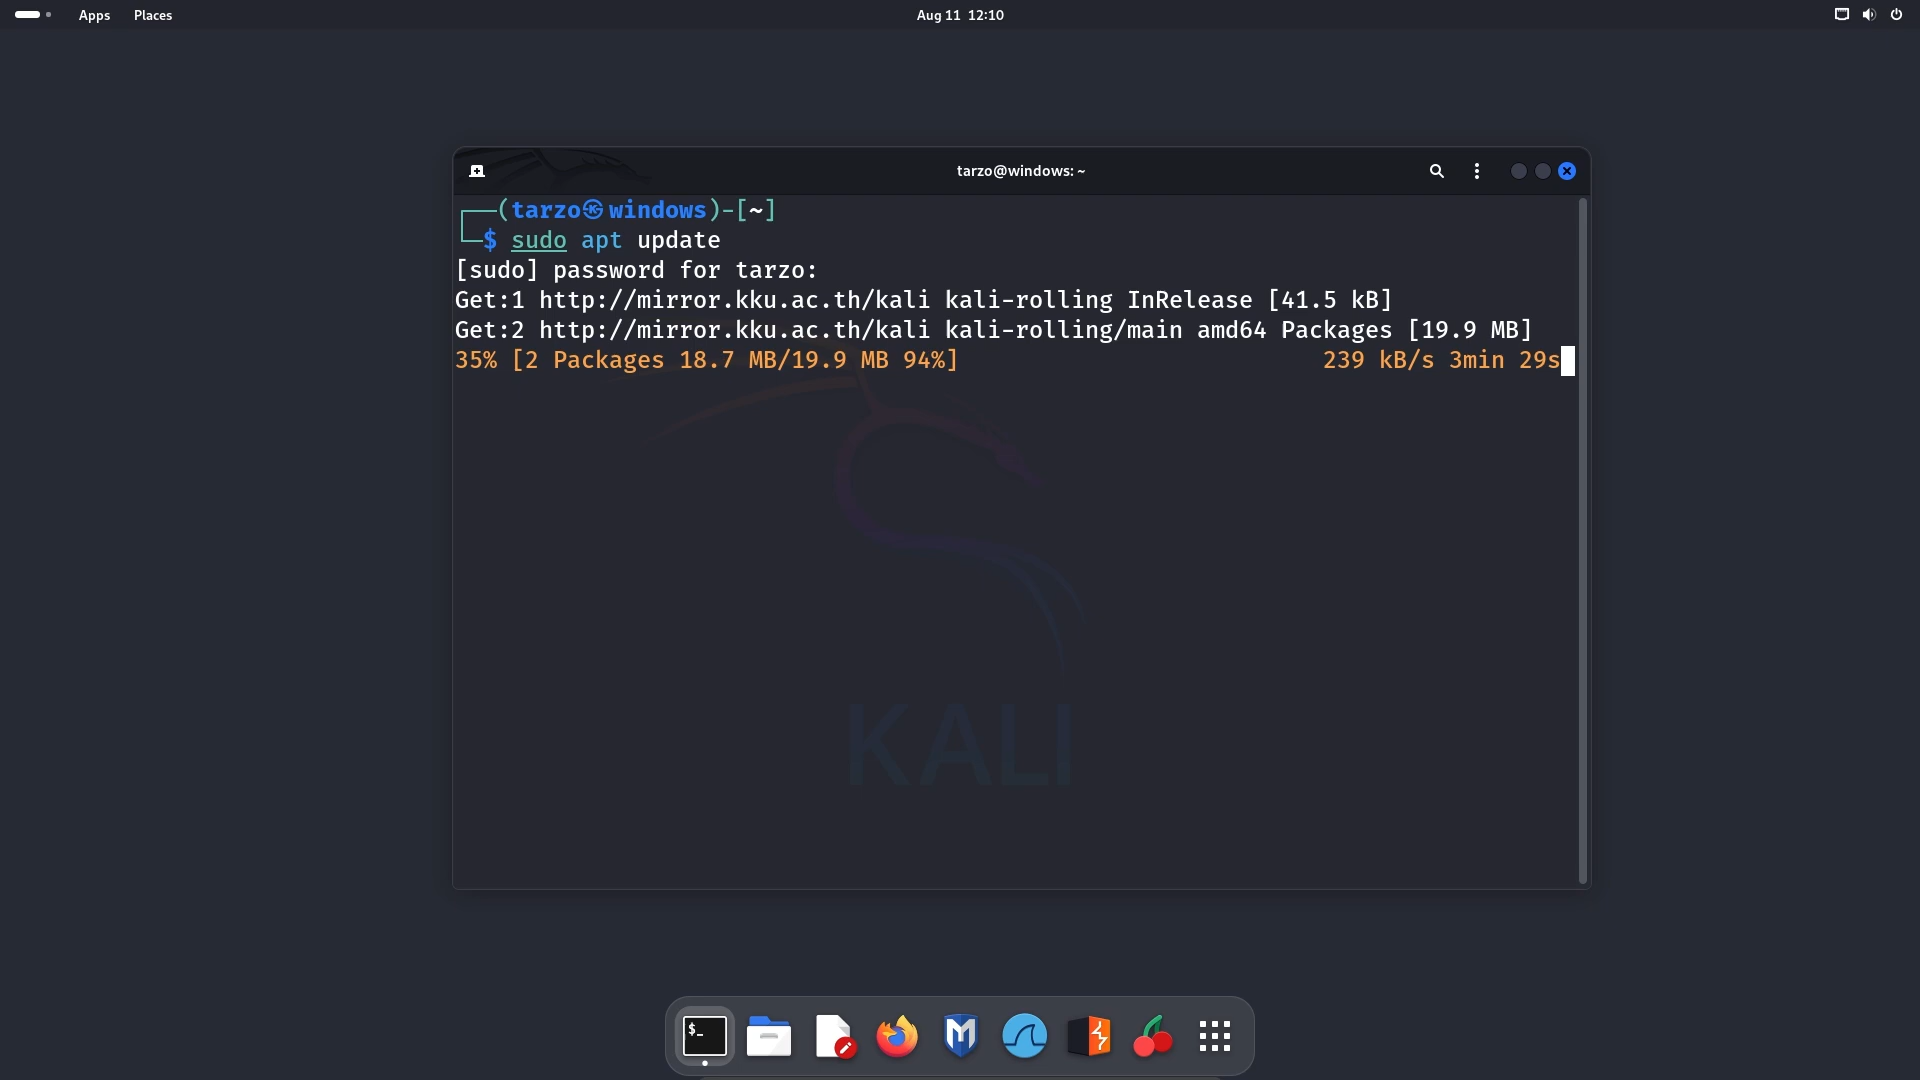 Apps Places Aug 11 12:10
tarzo@windows: ~
┌──(tarzo㉿windows)-[~]
└─$ sudo apt update
[sudo] password for tarzo:
Get:1 http://mirror.kku.ac.th/kali kali-rolling InRelease [41.5 kB]
Get:2 http://mirror.kku.ac.th/kali kali-rolling/main amd64 Packages [19.9 MB]
35% [2 Packages 18.7 MB/19.9 MB 94%] 239 kB/s 3min 29s
KALI
$_